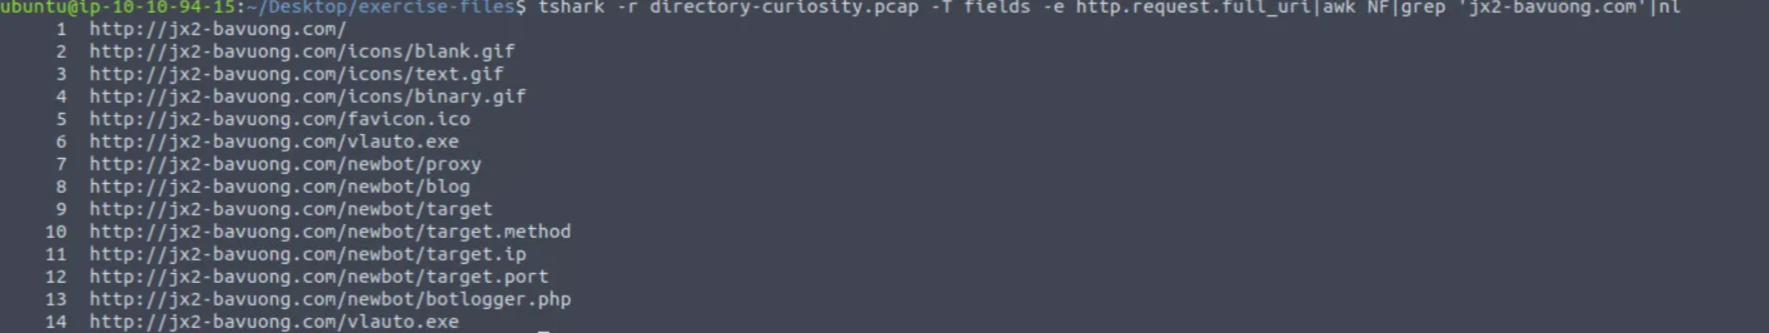 ubuntu@ip-10-10-94-15:~/Desktop/exercise-files$ tshark -r directory-curiosity.pcap -T fields -e http.request.full_uri|awk NF|grep 'jx2-bavuong.com'|nl
1 http://jx2-bavuong.com/
2 http://jx2-bavuong.com/icons/blank.gif
3 http://jx2-bavuong.com/icons/text.gif
4 http://jx2-bavuong.com/icons/binary.gif
5 http://jx2-bavuong.com/favicon.ico
6 http://jx2-bavuong.com/vlauto.exe
7 http://jx2-bavuong.com/newbot/proxy
8 http://jx2-bavuong.com/newbot/blog
9 http://jx2-bavuong.com/newbot/target
10 http://jx2-bavuong.com/newbot/target.method
11 http://jx2-bavuong.com/newbot/target.ip
12 http://jx2-bavuong.com/newbot/target.port
13 http://jx2-bavuong.com/newbot/botlogger.php
14 http://jx2-bavuong.com/vlauto.exe